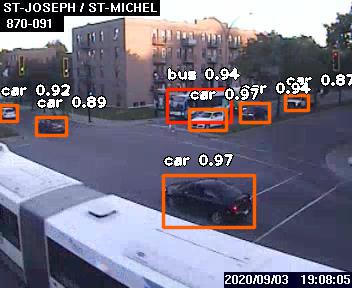 ST-JOSEPH / ST-MICHEL
870-091
bus 0.94
car 0.87
car 0.92
car 0.89
car 0.97
car 0.94
car 0.97
2020/09/03 19:08:05